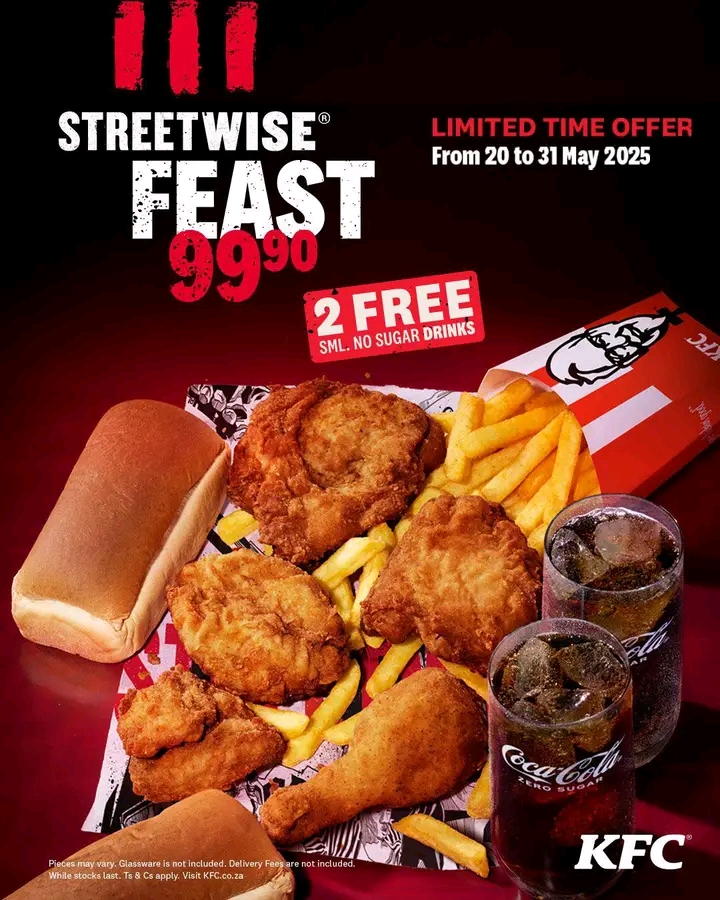 STREETWISE®
FEAST
99⁹⁰
LIMITED TIME OFFER
From 20 to 31 May 2025
2 FREE
SML. NO SUGAR DRINKS
KFC
Coca-Cola
ZERO SUGAR
KFC®
Pieces may vary. Glassware is not included. Delivery Fees are not included.
While stocks last. Ts & Cs apply. Visit KFC.co.za